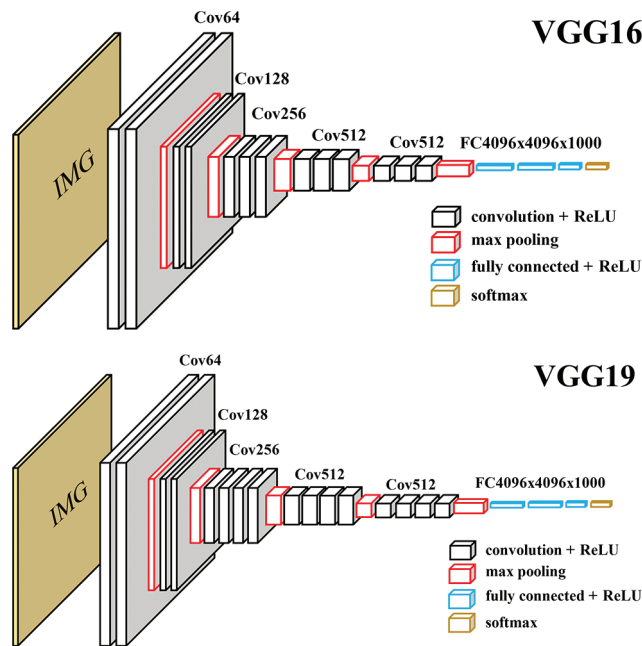 VGG16
Cov64
Cov128
Cov256
Cov512
Cov512
FC4096x4096x1000
IMG
convolution + ReLU
max pooling
fully connected + ReLU
softmax
VGG19
Cov64
Cov128
Cov256
Cov512
Cov512
FC4096x4096x1000
IMG
convolution + ReLU
max pooling
fully connected + ReLU
softmax